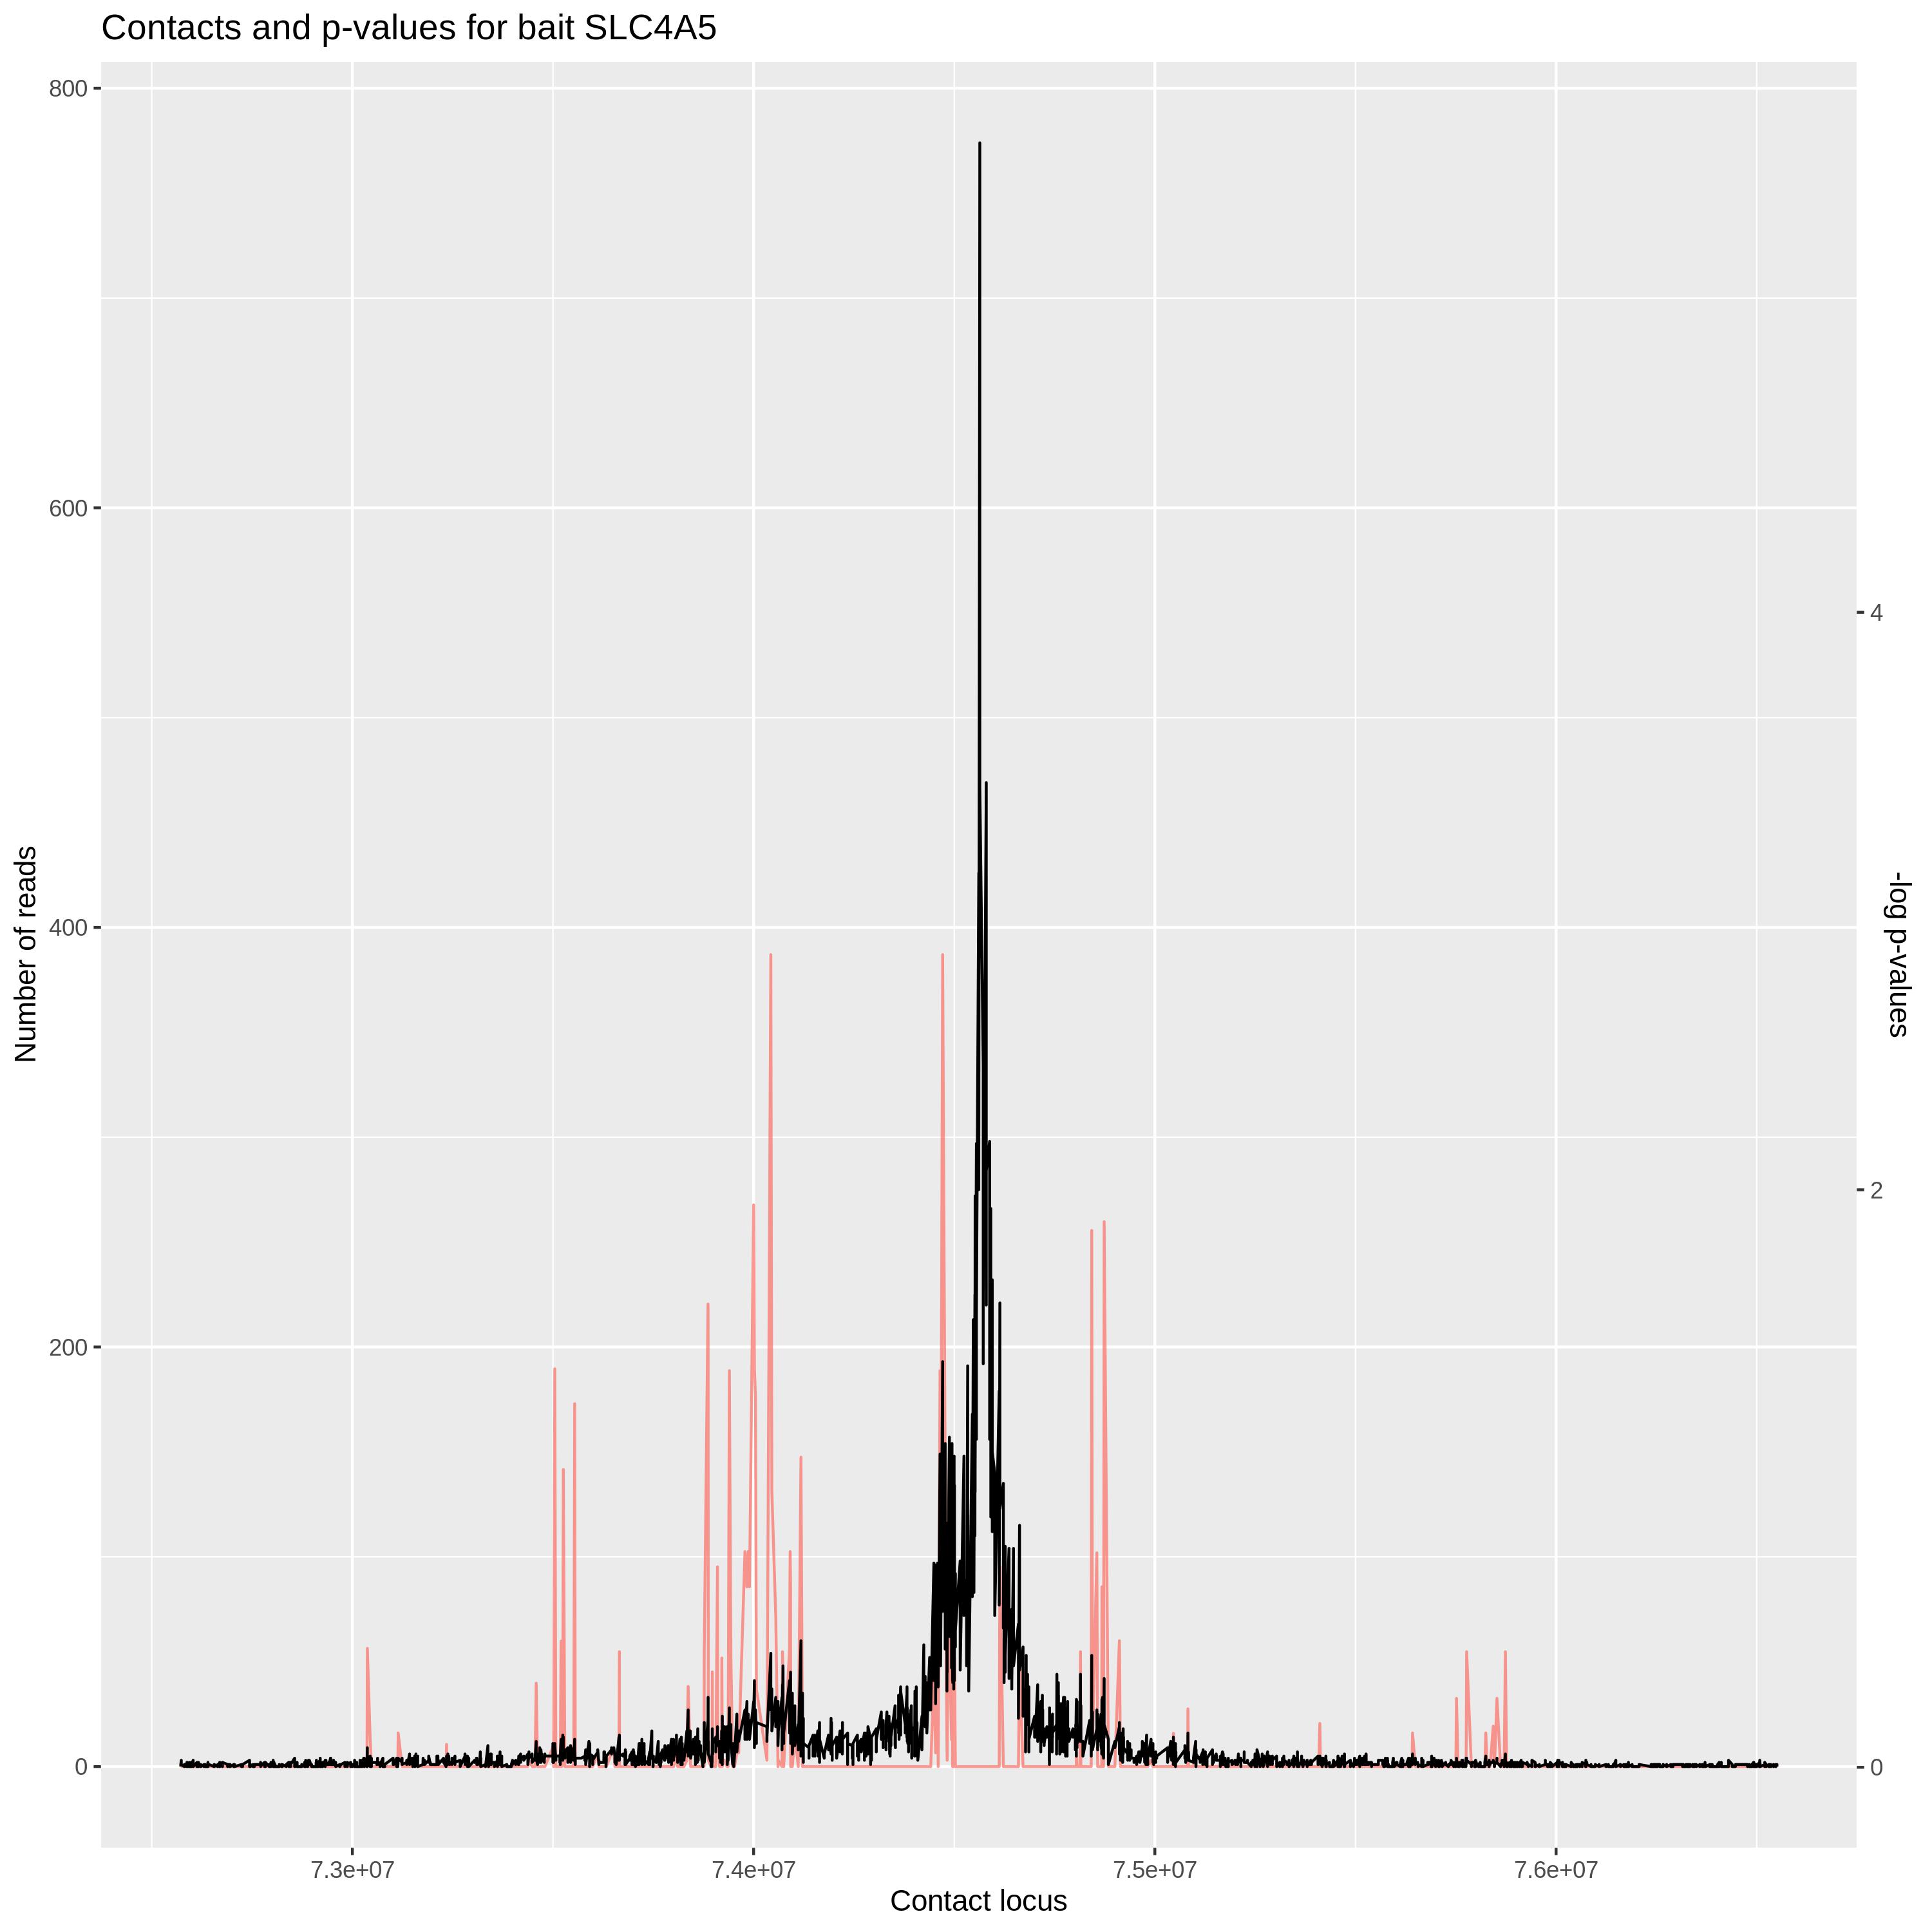 Contacts and p-values for bait SLC4A5
800
600
400
200
0
Number of reads
4
2
0
-log p-values
7.3e+07 7.4e+07 7.5e+07 7.6e+07
Contact locus